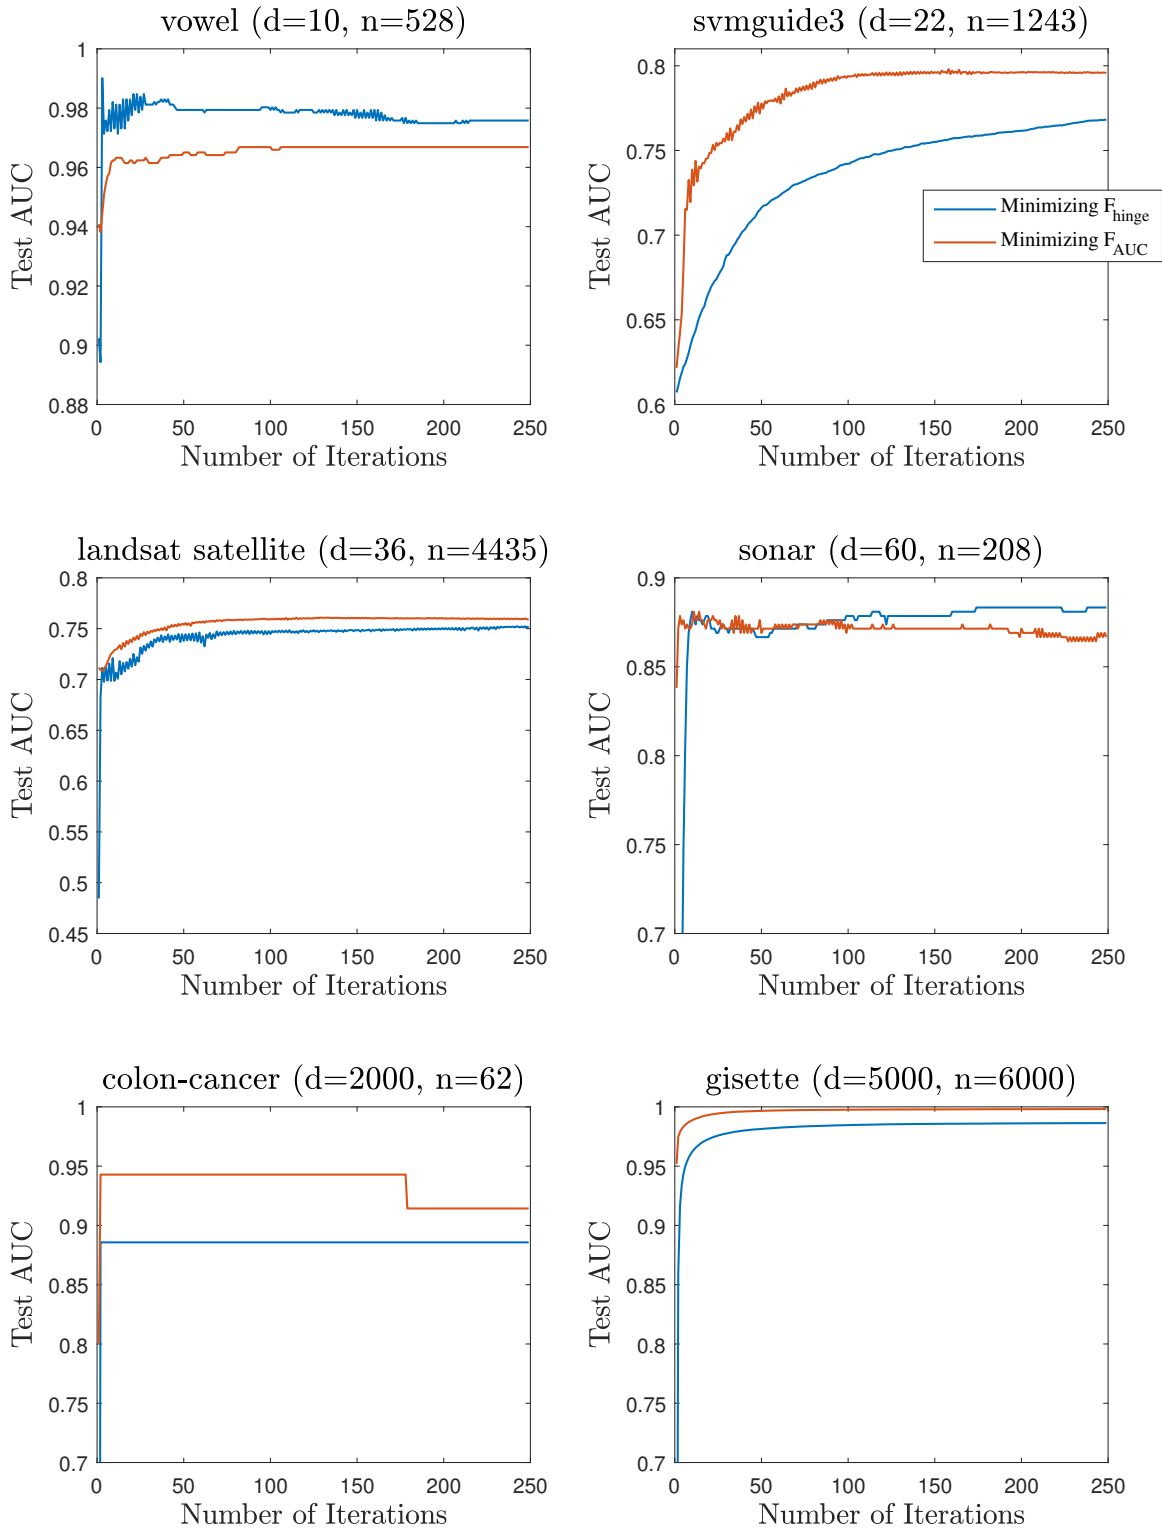 vowel (d=10, n=528)
1
0.98
0.96
0.94
0.92
0.9
0.88
Test AUC
0 50 100 150 200 250
Number of Iterations
svmguide3 (d=22, n=1243)
0.8
0.75
0.7
0.65
0.6
Test AUC
Minimizing F_hinge
Minimizing F_AUC
0 50 100 150 200 250
Number of Iterations
landsat satellite (d=36, n=4435)
0.8
0.75
0.7
0.65
0.6
0.55
0.5
0.45
Test AUC
0 50 100 150 200 250
Number of Iterations
sonar (d=60, n=208)
0.9
0.85
0.8
0.75
0.7
Test AUC
0 50 100 150 200 250
Number of Iterations
colon-cancer (d=2000, n=62)
1
0.95
0.9
0.85
0.8
0.75
0.7
Test AUC
0 50 100 150 200 250
Number of Iterations
gisette (d=5000, n=6000)
1
0.95
0.9
0.85
0.8
0.75
0.7
Test AUC
0 50 100 150 200 250
Number of Iterations